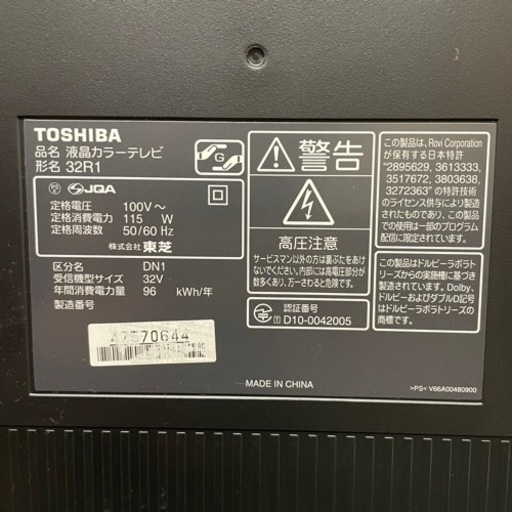 TOSHIBA
品名 液晶カラーテレビ
形名 32R1
G
JQA
定格電圧 100V～
定格消費電力 115 W
定格周波数 50/60 Hz
株式会社 東芝
区分名 DN1
受信機型サイズ 32V
年間消費電力量 96 kWh/年
製造番号
A7570644
警告
高圧注意
サービスマン以外の方は裏ぶたをあけ
ないでください。内部には高電圧部分が
数多くあり、万一さわると危険です。
認証番号
T D10-0042005
この製品は、Rovi Corporation
が保有する日本特許
"2895629, 3613333,
3517672, 3803638,
3272363" の特許技術
のライセンス供与により製造
されており、この製品
での使用は一部のプログラム
配信に限定されています。
本製品はドルビーラボラト
リーズからの実施権に基づき
製造されています。Dolby、
ドルビーおよびダブルD記号
はドルビーラボラトリーズの
商標です。
MADE IN CHINA
>PS< V66A00480900